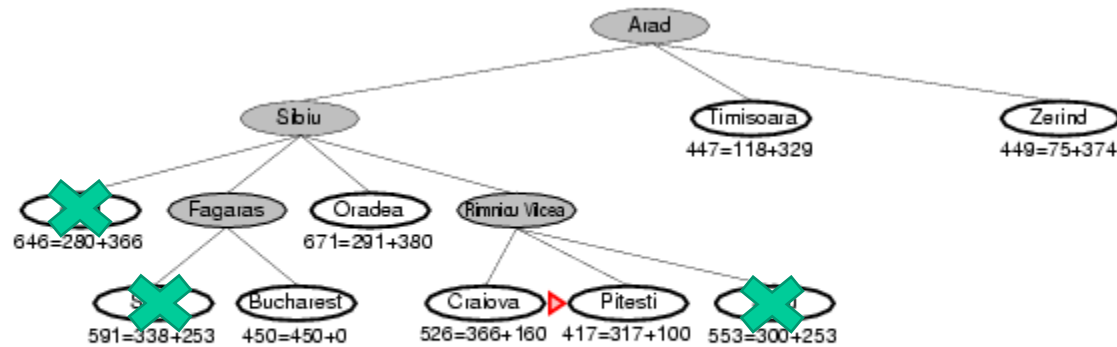 Arad
Sibiu
Timisoara
Zerind
447=118+329
449=75+374
Fagaras
Oradea
Rimnicu Vilcea
646=280+366
671=291+380
Bucharest
Craiova
Pitesti
591=338+253
450=450+0
526=366+160
417=317+100
553=300+253